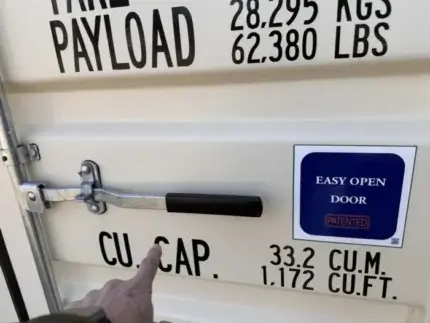 28,295 KGS
PAYLOAD 62,380 LBS
EASY OPEN
DOOR
PATENTED
CU. CAP. 33.2 CU.M.
1,172 CU.FT.